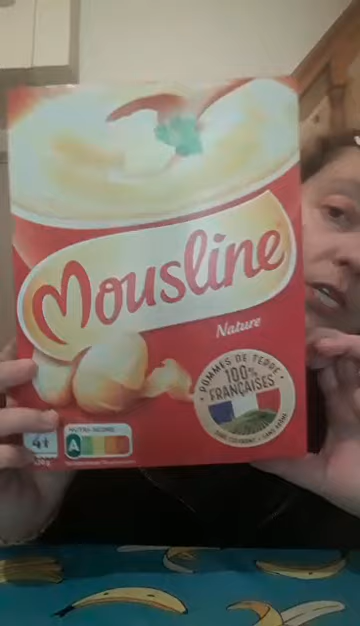 Mousline
Nature
POMMES DE TERRE
100%
FRANÇAISES
NUTRI-SCORE
A
4